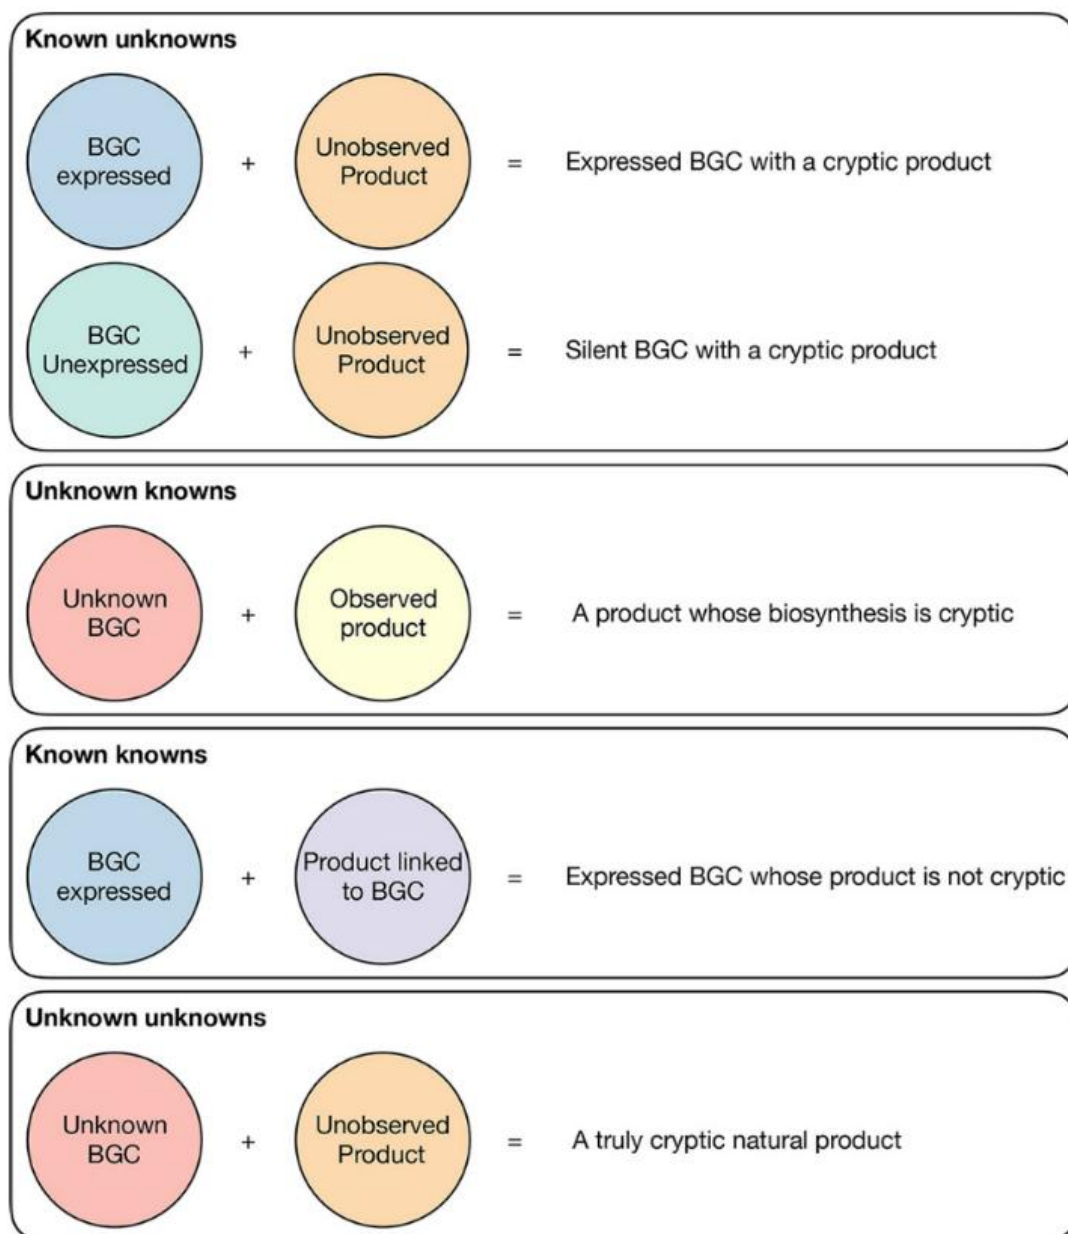 Known unknowns
BGC
expressed
+
Unobserved
Product
=
Expressed BGC with a cryptic product
BGC
Unexpressed
+
Unobserved
Product
=
Silent BGC with a cryptic product
Unknown knowns
Unknown
BGC
+
Observed
product
=
A product whose biosynthesis is cryptic
Known knowns
BGC
expressed
+
Product linked
to BGC
=
Expressed BGC whose product is not cryptic
Unknown unknowns
Unknown
BGC
+
Unobserved
Product
=
A truly cryptic natural product